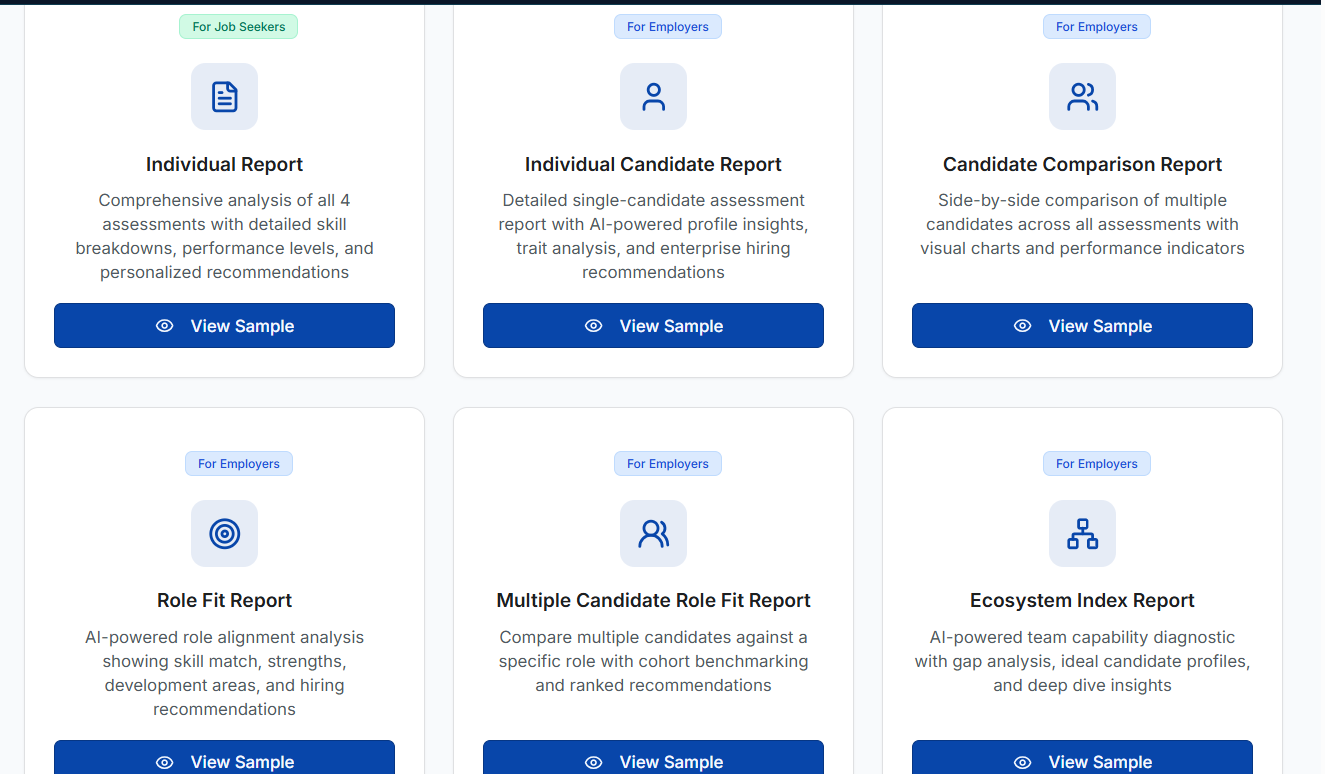 For Job Seekers
Individual Report
Comprehensive analysis of all 4
assessments with detailed skill
breakdowns, performance levels, and
personalized recommendations
View Sample
For Employers
Individual Candidate Report
Detailed single-candidate assessment
report with AI-powered profile insights,
trait analysis, and enterprise hiring
recommendations
View Sample
For Employers
Candidate Comparison Report
Side-by-side comparison of multiple
candidates across all assessments with
visual charts and performance indicators
View Sample
For Employers
Role Fit Report
AI-powered role alignment analysis
showing skill match, strengths,
development areas, and hiring
recommendations
View Sample
For Employers
Multiple Candidate Role Fit Report
Compare multiple candidates against a
specific role with cohort benchmarking
and ranked recommendations
View Sample
For Employers
Ecosystem Index Report
AI-powered team capability diagnostic
with gap analysis, ideal candidate profiles,
and deep dive insights
View Sample